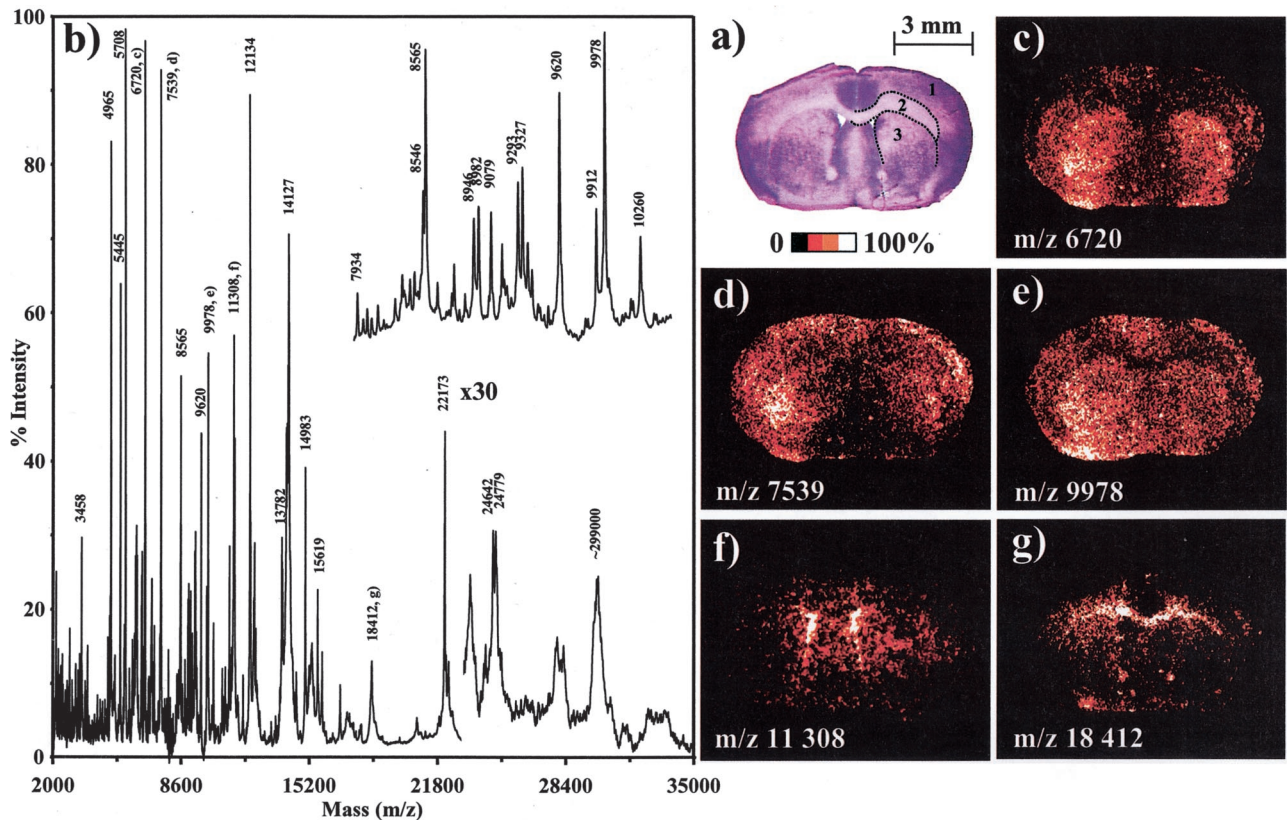 b)
100
80
60
40
20
0
% Intensity
2000
8600
15200
21800
28400
35000
Mass (m/z)
3458
4965
5445
5708
6720, c)
7539, d)
8565
9620
9978, e)
11308, f)
12134
13782
14127
14983
15619
18412, g)
22173
x30
24642
24779
~299000
7934
8546
8565
8946
8982
9079
9293
9327
9620
9912
9978
10260
a)
3 mm
1
2
3
0 100%
c)
m/z 6720
d)
m/z 7539
e)
m/z 9978
f)
m/z 11 308
g)
m/z 18 412